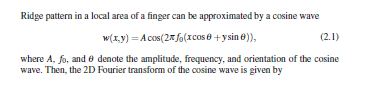 Ridge pattern in a local area of a finger can be approximated by a cosine wave
w(x,y) = A cos(2π f₀(x cos θ + y sin θ)), (2.1)
where A, f₀, and θ denote the amplitude, frequency, and orientation of the cosine
wave. Then, the 2D Fourier transform of the cosine wave is given by